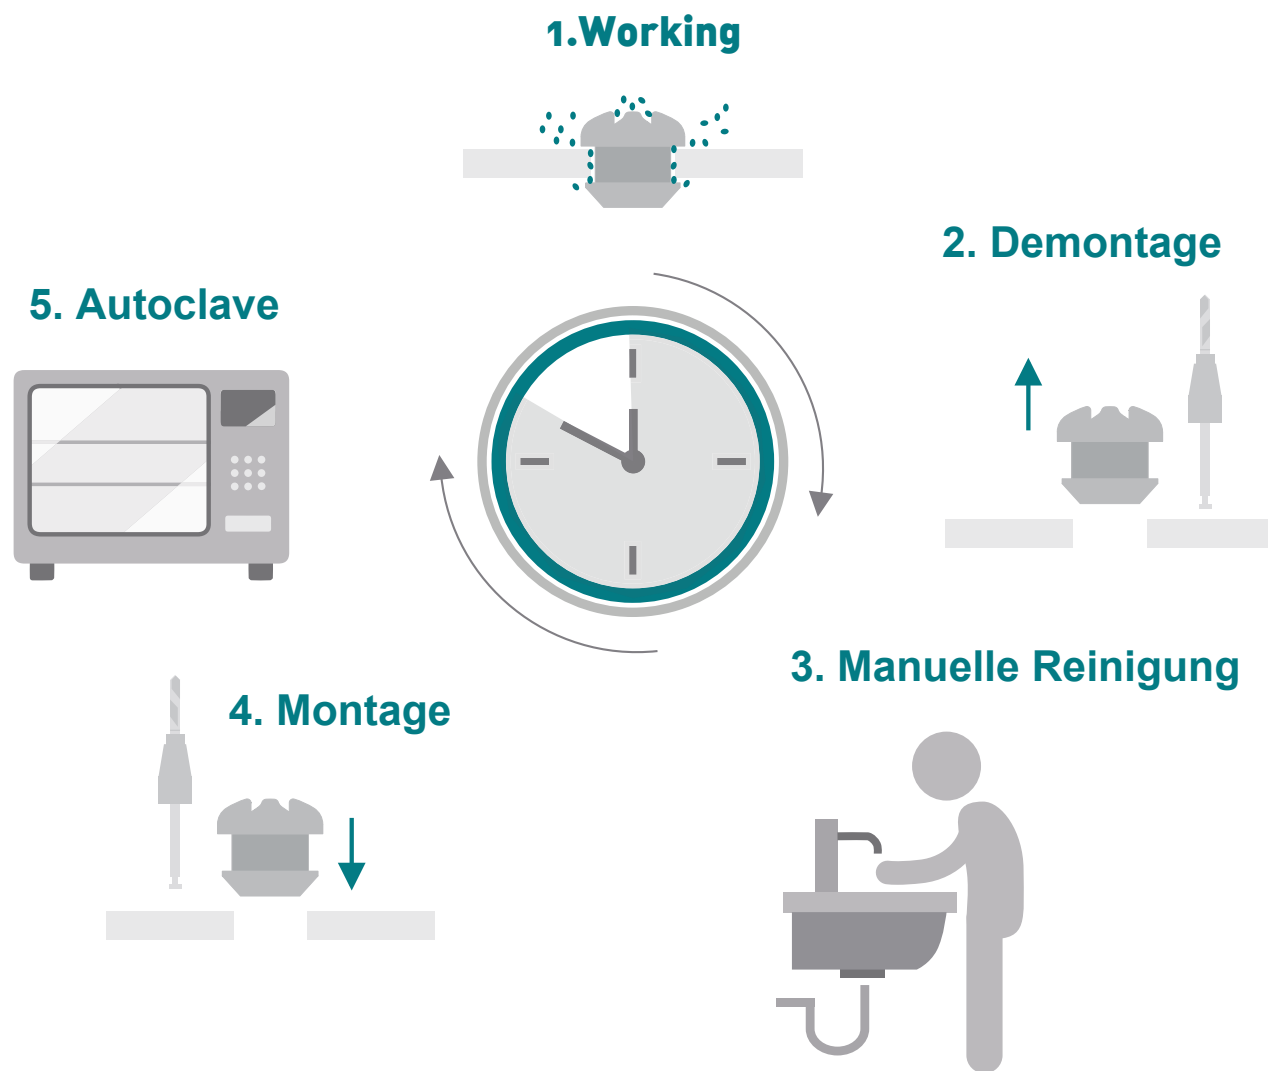 1.Working
2. Demontage
5. Autoclave
3. Manuelle Reinigung
4. Montage